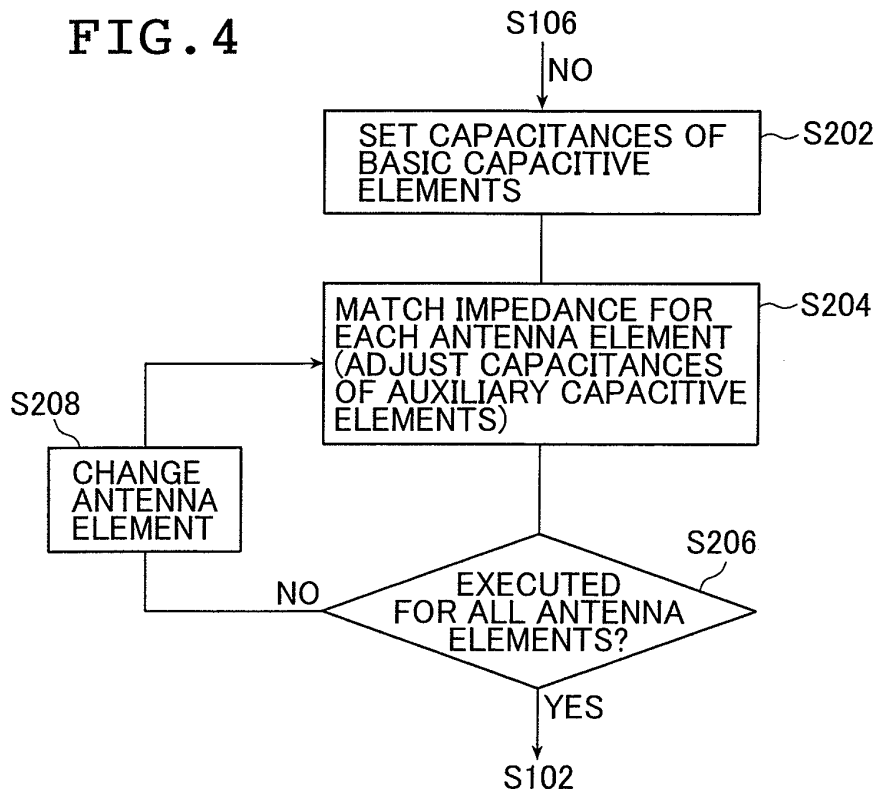 FIG.4
S106
NO
SET CAPACITANCES OF
BASIC CAPACITIVE
ELEMENTS
S202
MATCH IMPEDANCE FOR
EACH ANTENNA ELEMENT
(ADJUST CAPACITANCES
OF AUXILIARY CAPACITIVE
ELEMENTS)
S204
S208
CHANGE
ANTENNA
ELEMENT
S206
EXECUTED
FOR ALL ANTENNA
ELEMENTS?
NO
YES
S102